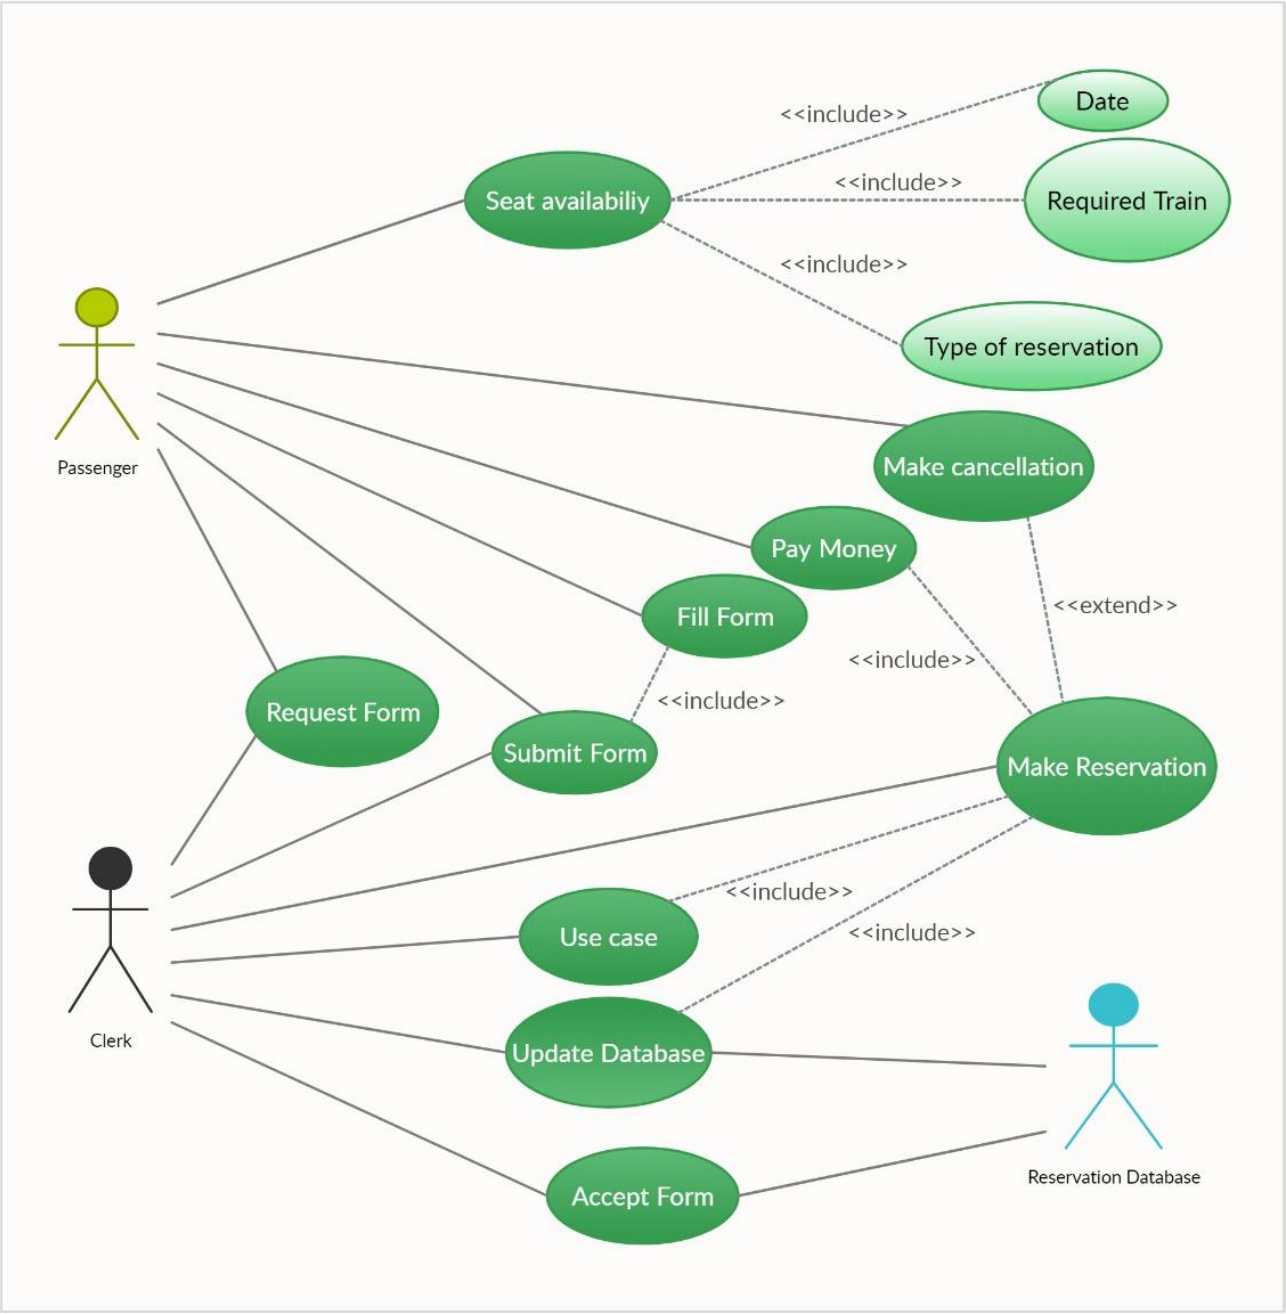 Date
<<include>>
<<include>>
Seat availabiliy
Required Train
<<include>>
Type of reservation
Passenger
Make cancellation
Pay Money
<<extend>>
Fill Form
<<include>>
<<include>>
Request Form
Submit Form
Make Reservation
<<include>>
Use case
<<include>>
Clerk
Update Database
Reservation Database
Accept Form